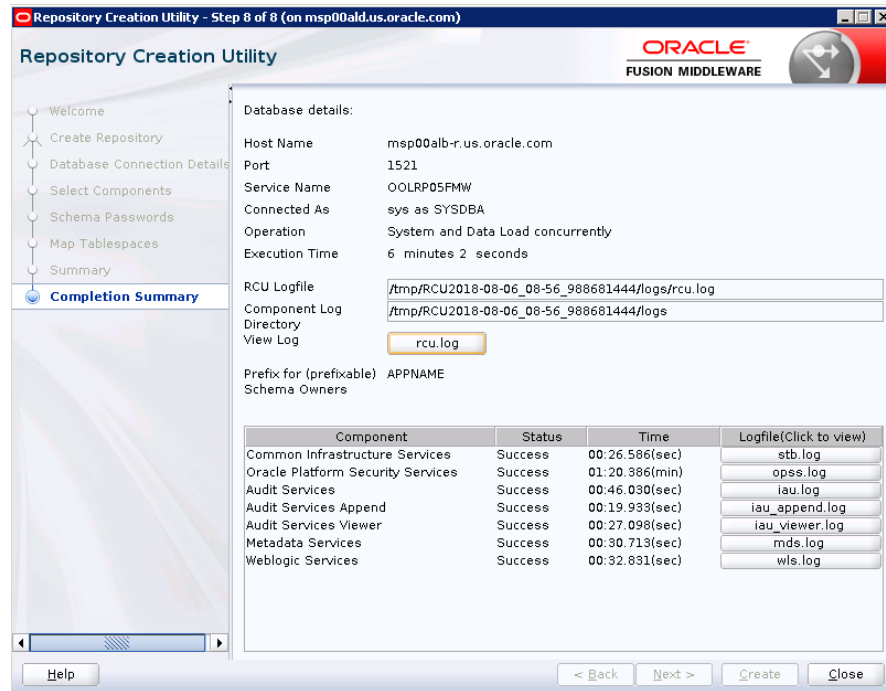 Repository Creation Utility - Step 8 of 8 (on msp00ald.us.oracle.com)
Repository Creation Utility
ORACLE
FUSION MIDDLEWARE
Welcome
Create Repository
Database Connection Details
Select Components
Schema Passwords
Map Tablespaces
Summary
Completion Summary
Database details:
Host Name msp00alb-r.us.oracle.com
Port 1521
Service Name OOLRP05FMW
Connected As sys as SYSDBA
Operation System and Data Load concurrently
Execution Time 6 minutes 2 seconds
RCU Logfile /tmp/RCU2018-08-06_08-56_988681444/logs/rcu.log
Component Log Directory /tmp/RCU2018-08-06_08-56_988681444/logs
View Log rcu.log
Prefix for (prefixable) Schema Owners APPNAME
Component Status Time Logfile(Click to view)
Common Infrastructure Services Success 00:26.586(sec) stb.log
Oracle Platform Security Services Success 01:20.386(min) opss.log
Audit Services Success 00:46.030(sec) iau.log
Audit Services Append Success 00:19.933(sec) iau_append.log
Audit Services Viewer Success 00:27.098(sec) iau_viewer.log
Metadata Services Success 00:30.713(sec) mds.log
Weblogic Services Success 00:32.831(sec) wls.log
Help < Back Next > Create Close